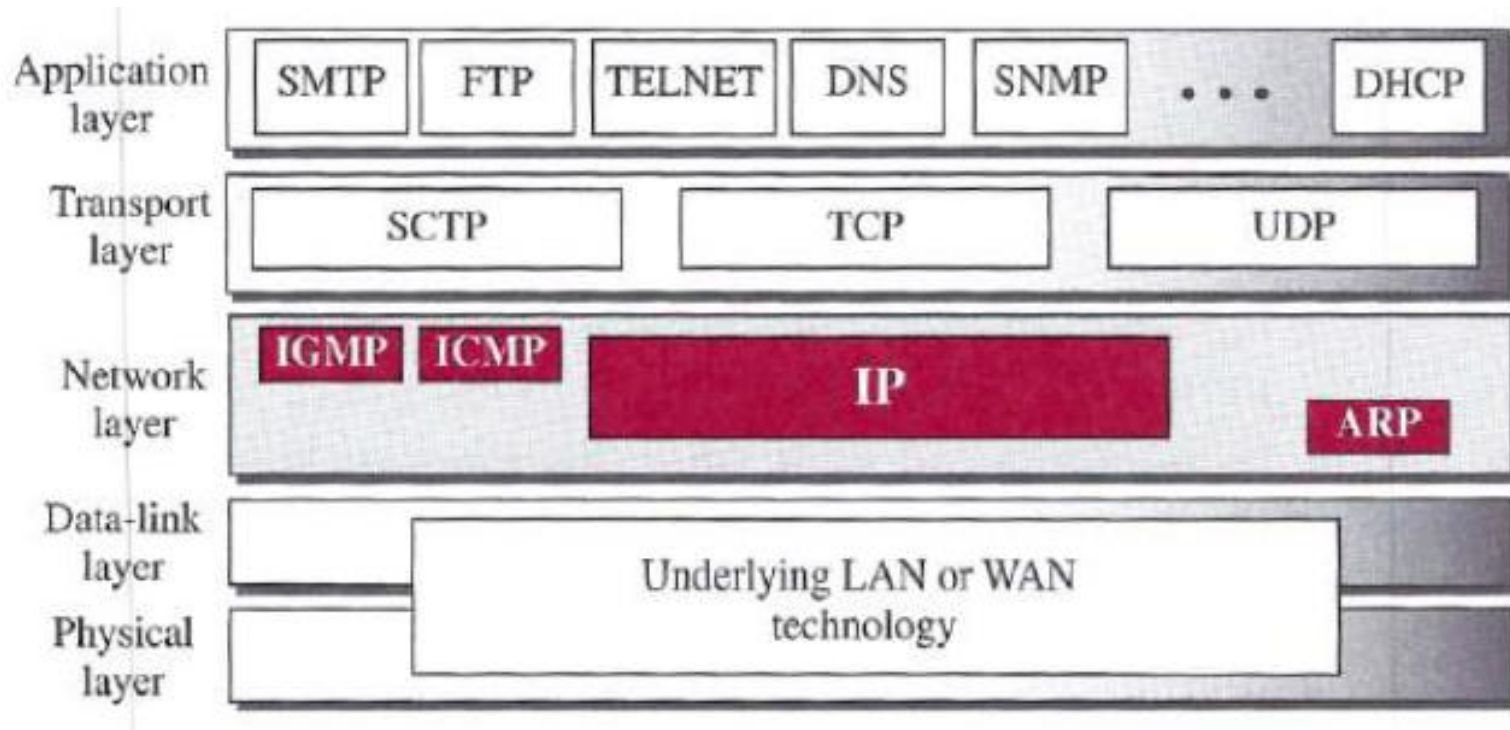 Application
layer
SMTP FTP TELNET DNS SNMP • • • DHCP
Transport
layer
SCTP TCP UDP
Network
layer
IGMP ICMP IP ARP
Data-link
layer
Physical
layer
Underlying LAN or WAN
technology